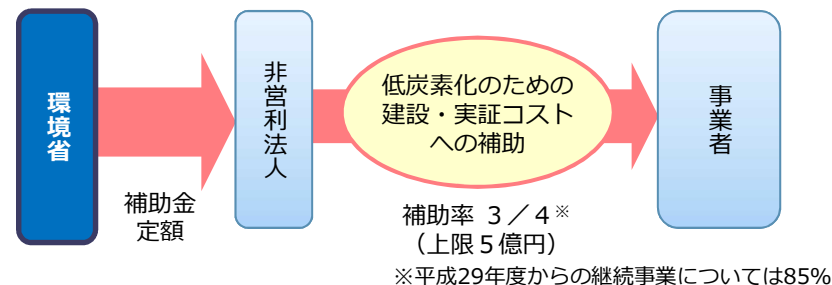 環境省
補助金
定額
非営利法人
低炭素化のための
建設・実証コスト
への補助
補助率 ３／４※
（上限５億円）
事業者
※平成29年度からの継続事業については85%